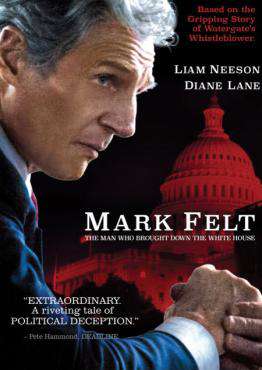 Based on the
Gripping Story
of Watergate's
Whistleblower
LIAM NEESON
DIANE LANE
MARK FELT
THE MAN WHO BROUGHT DOWN THE WHITE HOUSE
"EXTRAORDINARY.
A riveting tale of
POLITICAL DECEPTION."
– Pete Hammond, DEADLINE